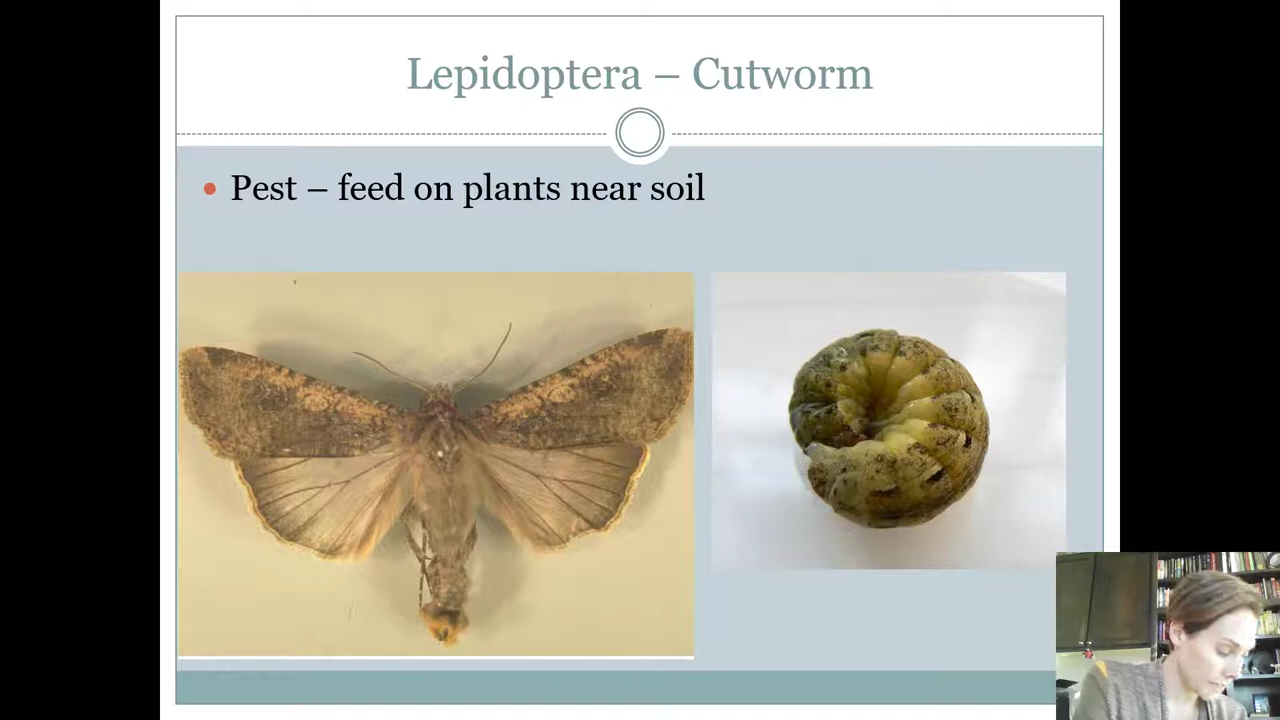 Lepidoptera – Cutworm
Pest – feed on plants near soil